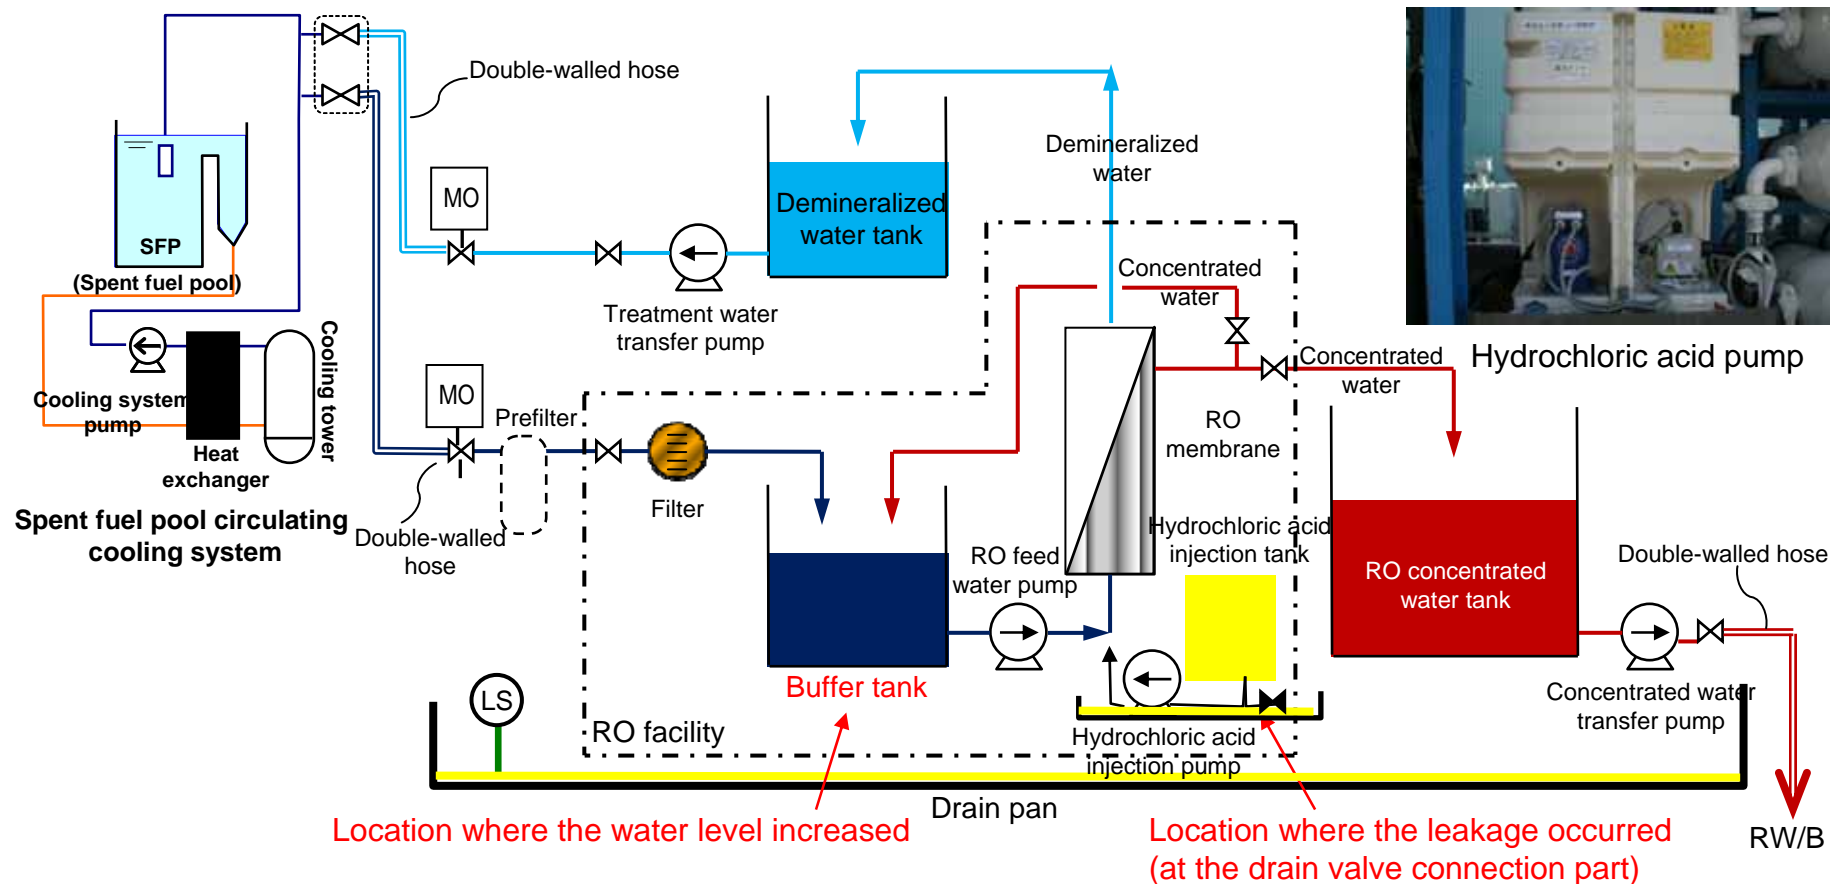 Double-walled hose
MO
SFP
(Spent fuel pool)
Demineralized
water tank
Demineralized
water
Treatment water
transfer pump
Concentrated
water
Concentrated
water
Hydrochloric acid pump
Cooling system
pump
Heat
exchanger
Cooling tower
Spent fuel pool circulating
cooling system
MO
Prefilter
Filter
Double-walled
hose
RO
membrane
Hydrochloric acid
injection tank
RO feed
water pump
RO concentrated
water tank
Double-walled hose
Buffer tank
LS
RO facility
Hydrochloric acid
injection pump
Concentrated water
transfer pump
Drain pan
Location where the water level increased
Location where the leakage occurred
(at the drain valve connection part)
RW/B